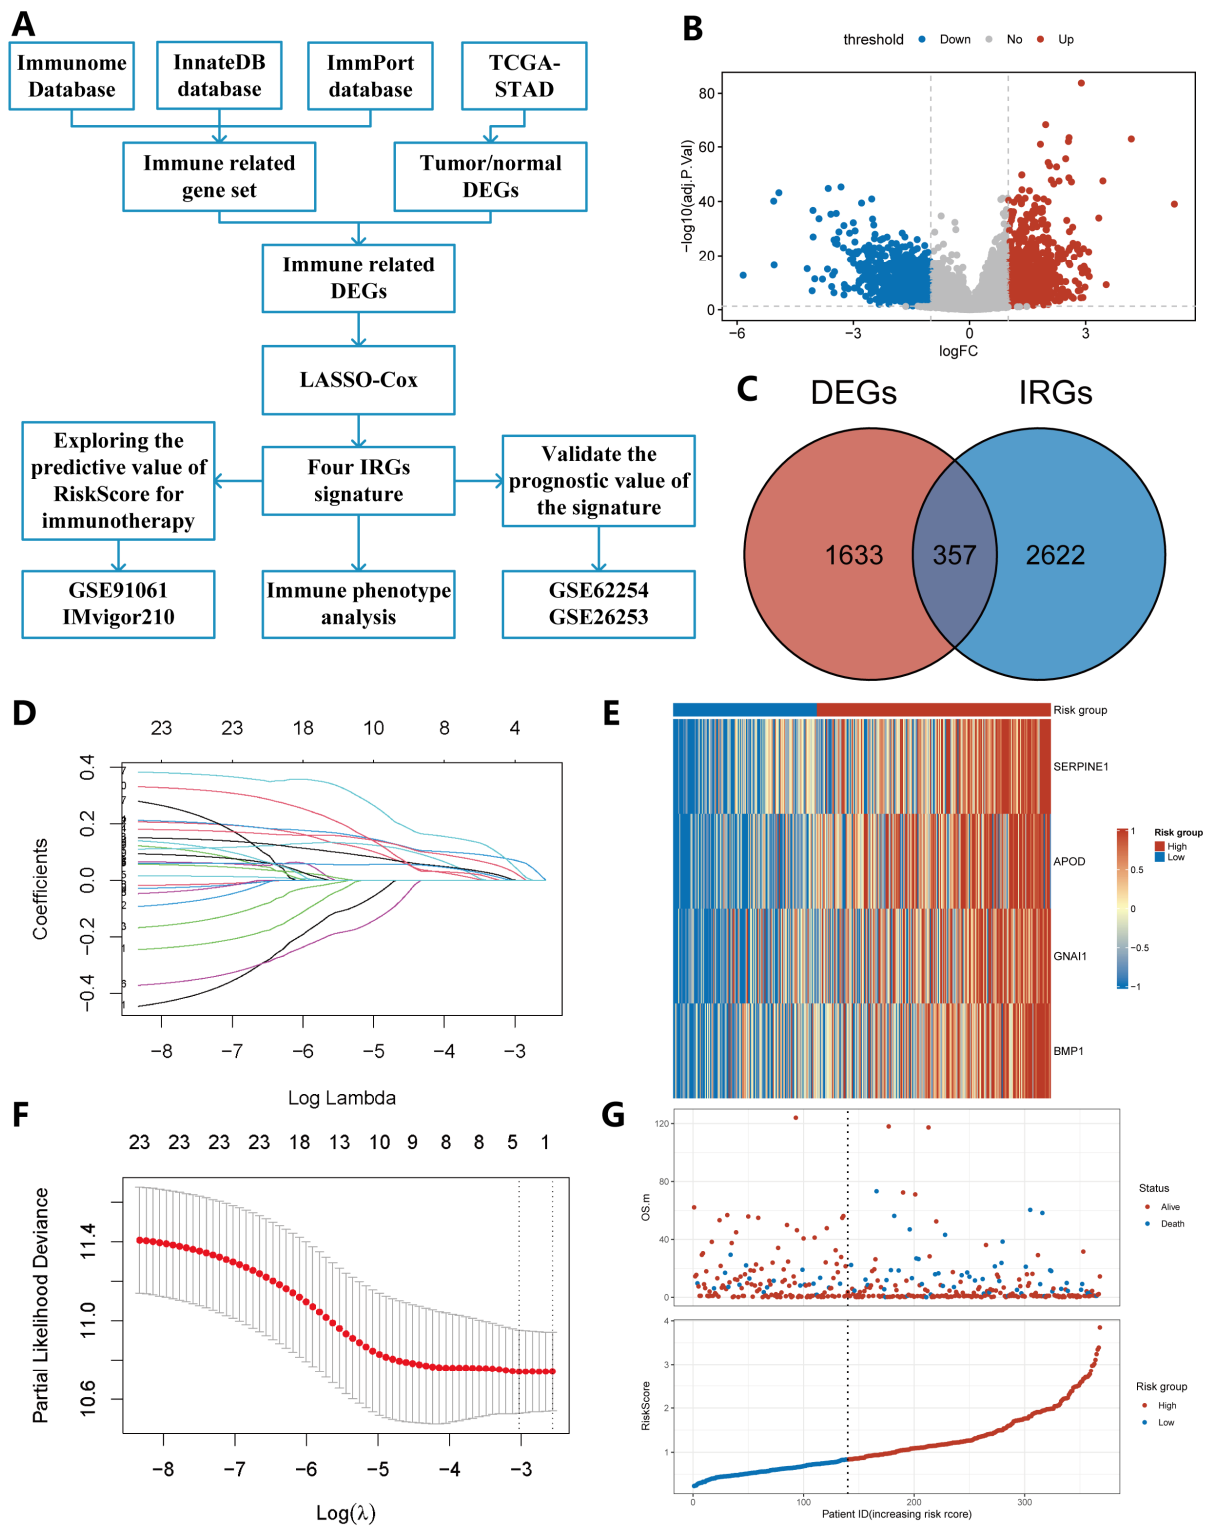 A
Immunome
Database
InnateDB
database
ImmPort
database
TCGA-
STAD
Immune related
gene set
Tumor/normal
DEGs
Immune related
DEGs
LASSO-Cox
Exploring the
predictive value of
RiskScore for
immunotherapy
Four IRGs
signature
Validate the
prognostic value of
the signature
GSE91061
IMvigor210
Immune phenotype
analysis
GSE62254
GSE26253
B
threshold Down No Up
−log10(adj.P.Val)
80
60
40
20
0
−6 −3 0 3
logFC
C
DEGs IRGs
1633 357 2622
D
23 23 18 10 8 4
Coefficients
0.4
0.2
0.0
−0.2
−0.4
−8 −7 −6 −5 −4 −3
Log Lambda
E
Risk group
SERPINE1
APOD
GNAI1
BMP1
1
0.5
0
−0.5
−1
Risk group
High
Low
F
23 23 23 23 18 13 10 9 8 8 5 1
Partial Likelihood Deviance
11.4
11.0
10.6
−8 −7 −6 −5 −4 −3
Log(λ)
G
OS.m
120
80
40
0
Status
Alive
Death
RiskScore
4
3
2
1
0 100 200 300
Patient ID(increasing risk rcore)
Risk group
High
Low